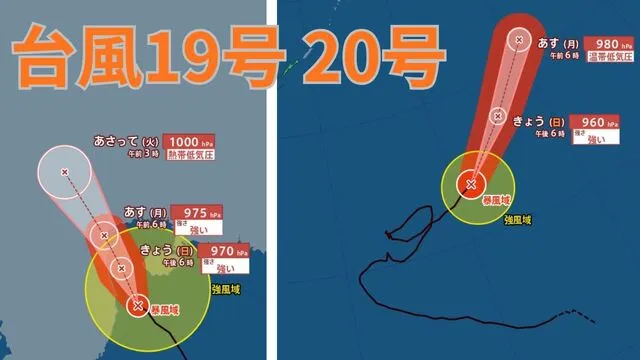 台風19号 20号
あさって (火)
午前3時
1000 hPa
熱帯低気圧
あす (月)
午前6時
975 hPa
強さ
強い
きょう (日)
午後6時
970 hPa
強さ
強い
強風域
暴風域
あす (月)
午前6時
980 hPa
温帯低気圧
きょう (日)
午後6時
960 hPa
強さ
強い
暴風域
強風域